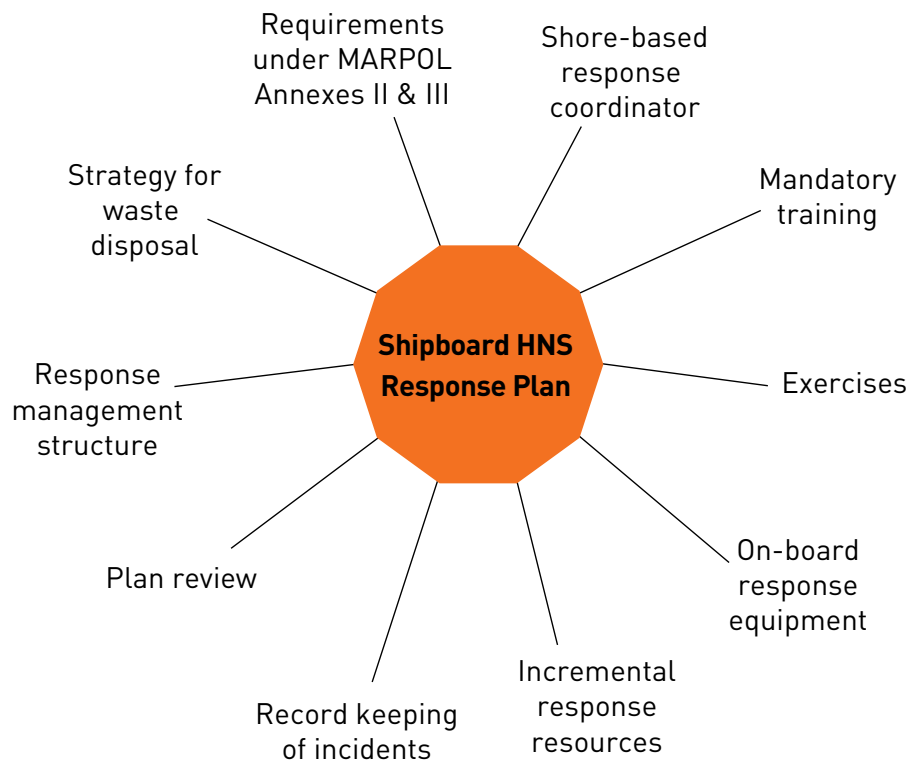 Requirements
under MARPOL
Annexes II & III
Shore-based
response
coordinator
Mandatory
training
Strategy for
waste
disposal
Shipboard HNS
Response Plan
Exercises
Response
management
structure
On-board
response
equipment
Plan review
Incremental
response
resources
Record keeping
of incidents